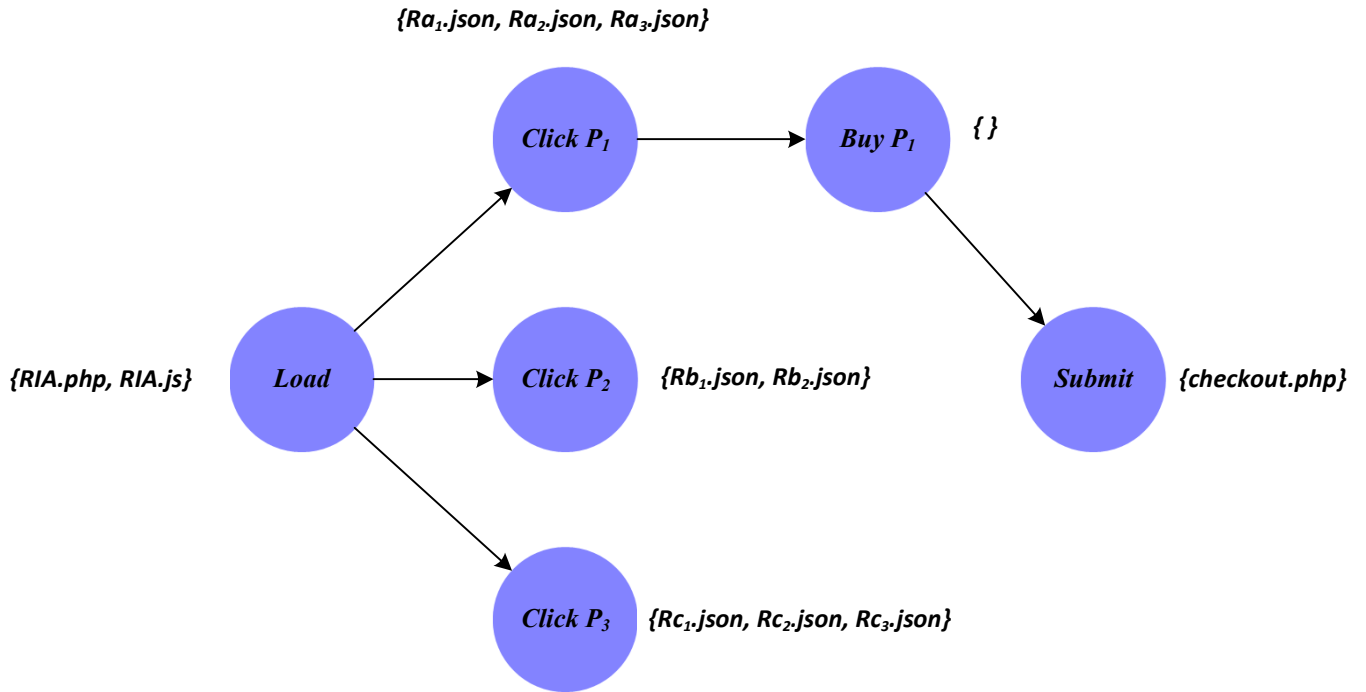 {Ra₁.json, Ra₂.json, Ra₃.json}
Click P₁
Buy P₁
{ }
{RIA.php, RIA.js}
Load
Click P₂
{Rb₁.json, Rb₂.json}
Submit
{checkout.php}
Click P₃
{Rc₁.json, Rc₂.json, Rc₃.json}